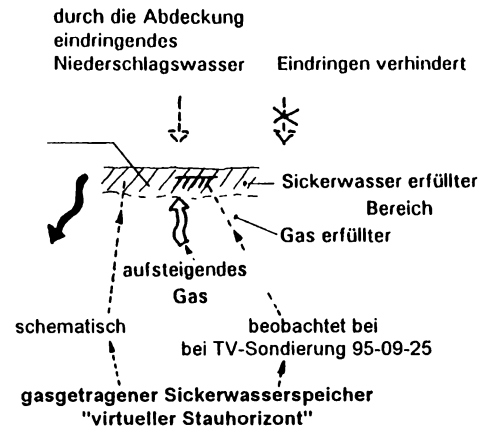 durch die Abdeckung
eindringendes
Niederschlagswasser
Eindringen verhindert
Sickerwasser erfüllter
Bereich
Gas erfüllter
aufsteigendes
Gas
schematisch
beobachtet bei
bei TV-Sondierung 95-09-25
gasgetragener Sickerwasserspeicher
"virtueller Stauhorizont"